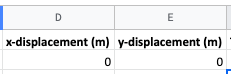 D E
x-displacement (m) y-displacement (m)
0 0